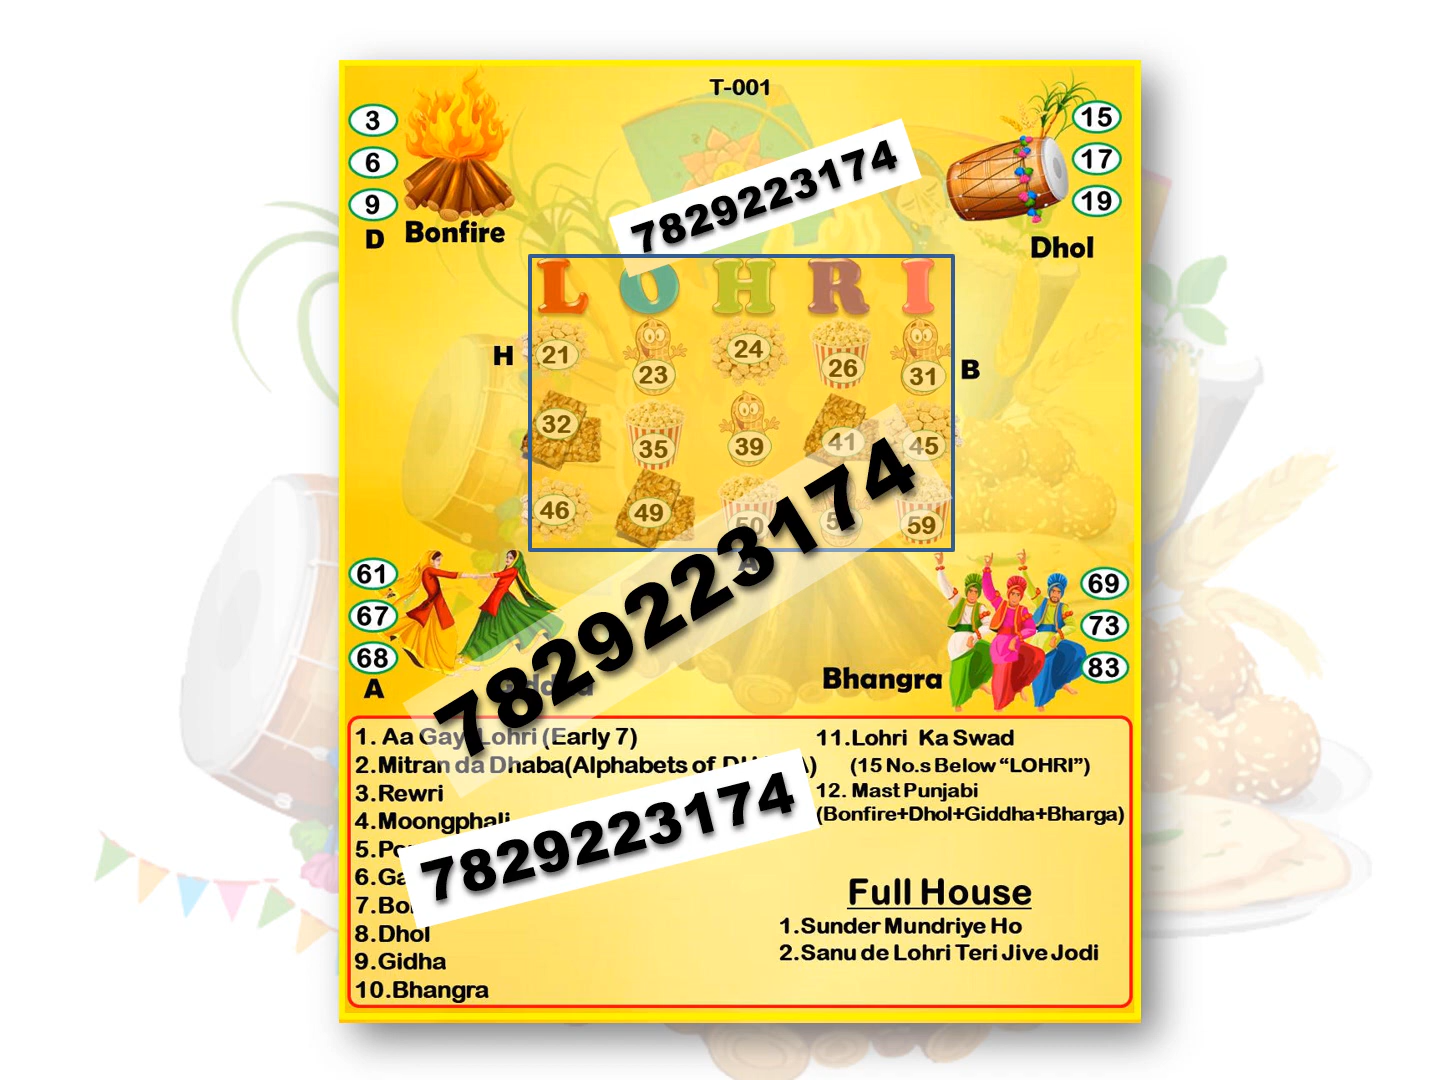 T-001
3
6
9
D
Bonfire
15
17
19
Dhol
7829223174
LOHRI
H
21
23
24
26
31
B
32
35
39
41
45
46
49
50
59
7829223174
61
67
68
A
69
73
83
Bhangra
1. Aa Gay Lohri (Early 7)
2.Mitran da Dhaba(Alphabets of
3.Rewri
4.Moongphali
5.
6.
7.
8.Dhol
9.Gidha
10.Bhangra
7829223174
11.Lohri Ka Swad
(15 No.s Below “LOHRI”)
12. Mast Punjabi
(Bonfire+Dhol+Giddha+Bharga)
Full House
1.Sunder Mundriye Ho
2.Sanu de Lohri Teri Jive Jodi